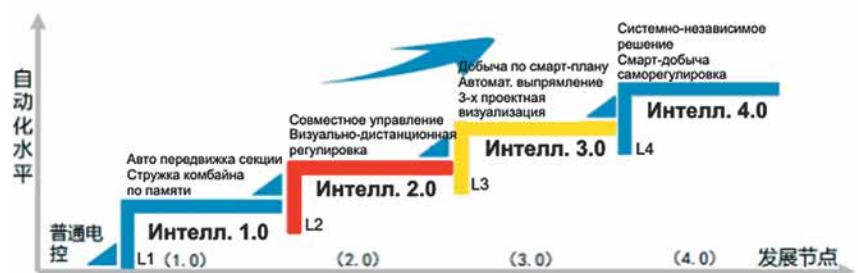 Системно-независимое
решение
Смарт-добыча
саморегулировка
Интелл. 4.0
L4
Добыча по смарт-плану
Автомат. выпрямление
3-х проектная
визуализация
Интелл. 3.0
L3
Совместное управление
Визуально-дистанционная
регулировка
Интелл. 2.0
L2
Авто передвижка секции
Стружка комбайна
по памяти
Интелл. 1.0
L1
自动化水平
普通电
控
(1.0)
(2.0)
(3.0)
(4.0)
发展节点